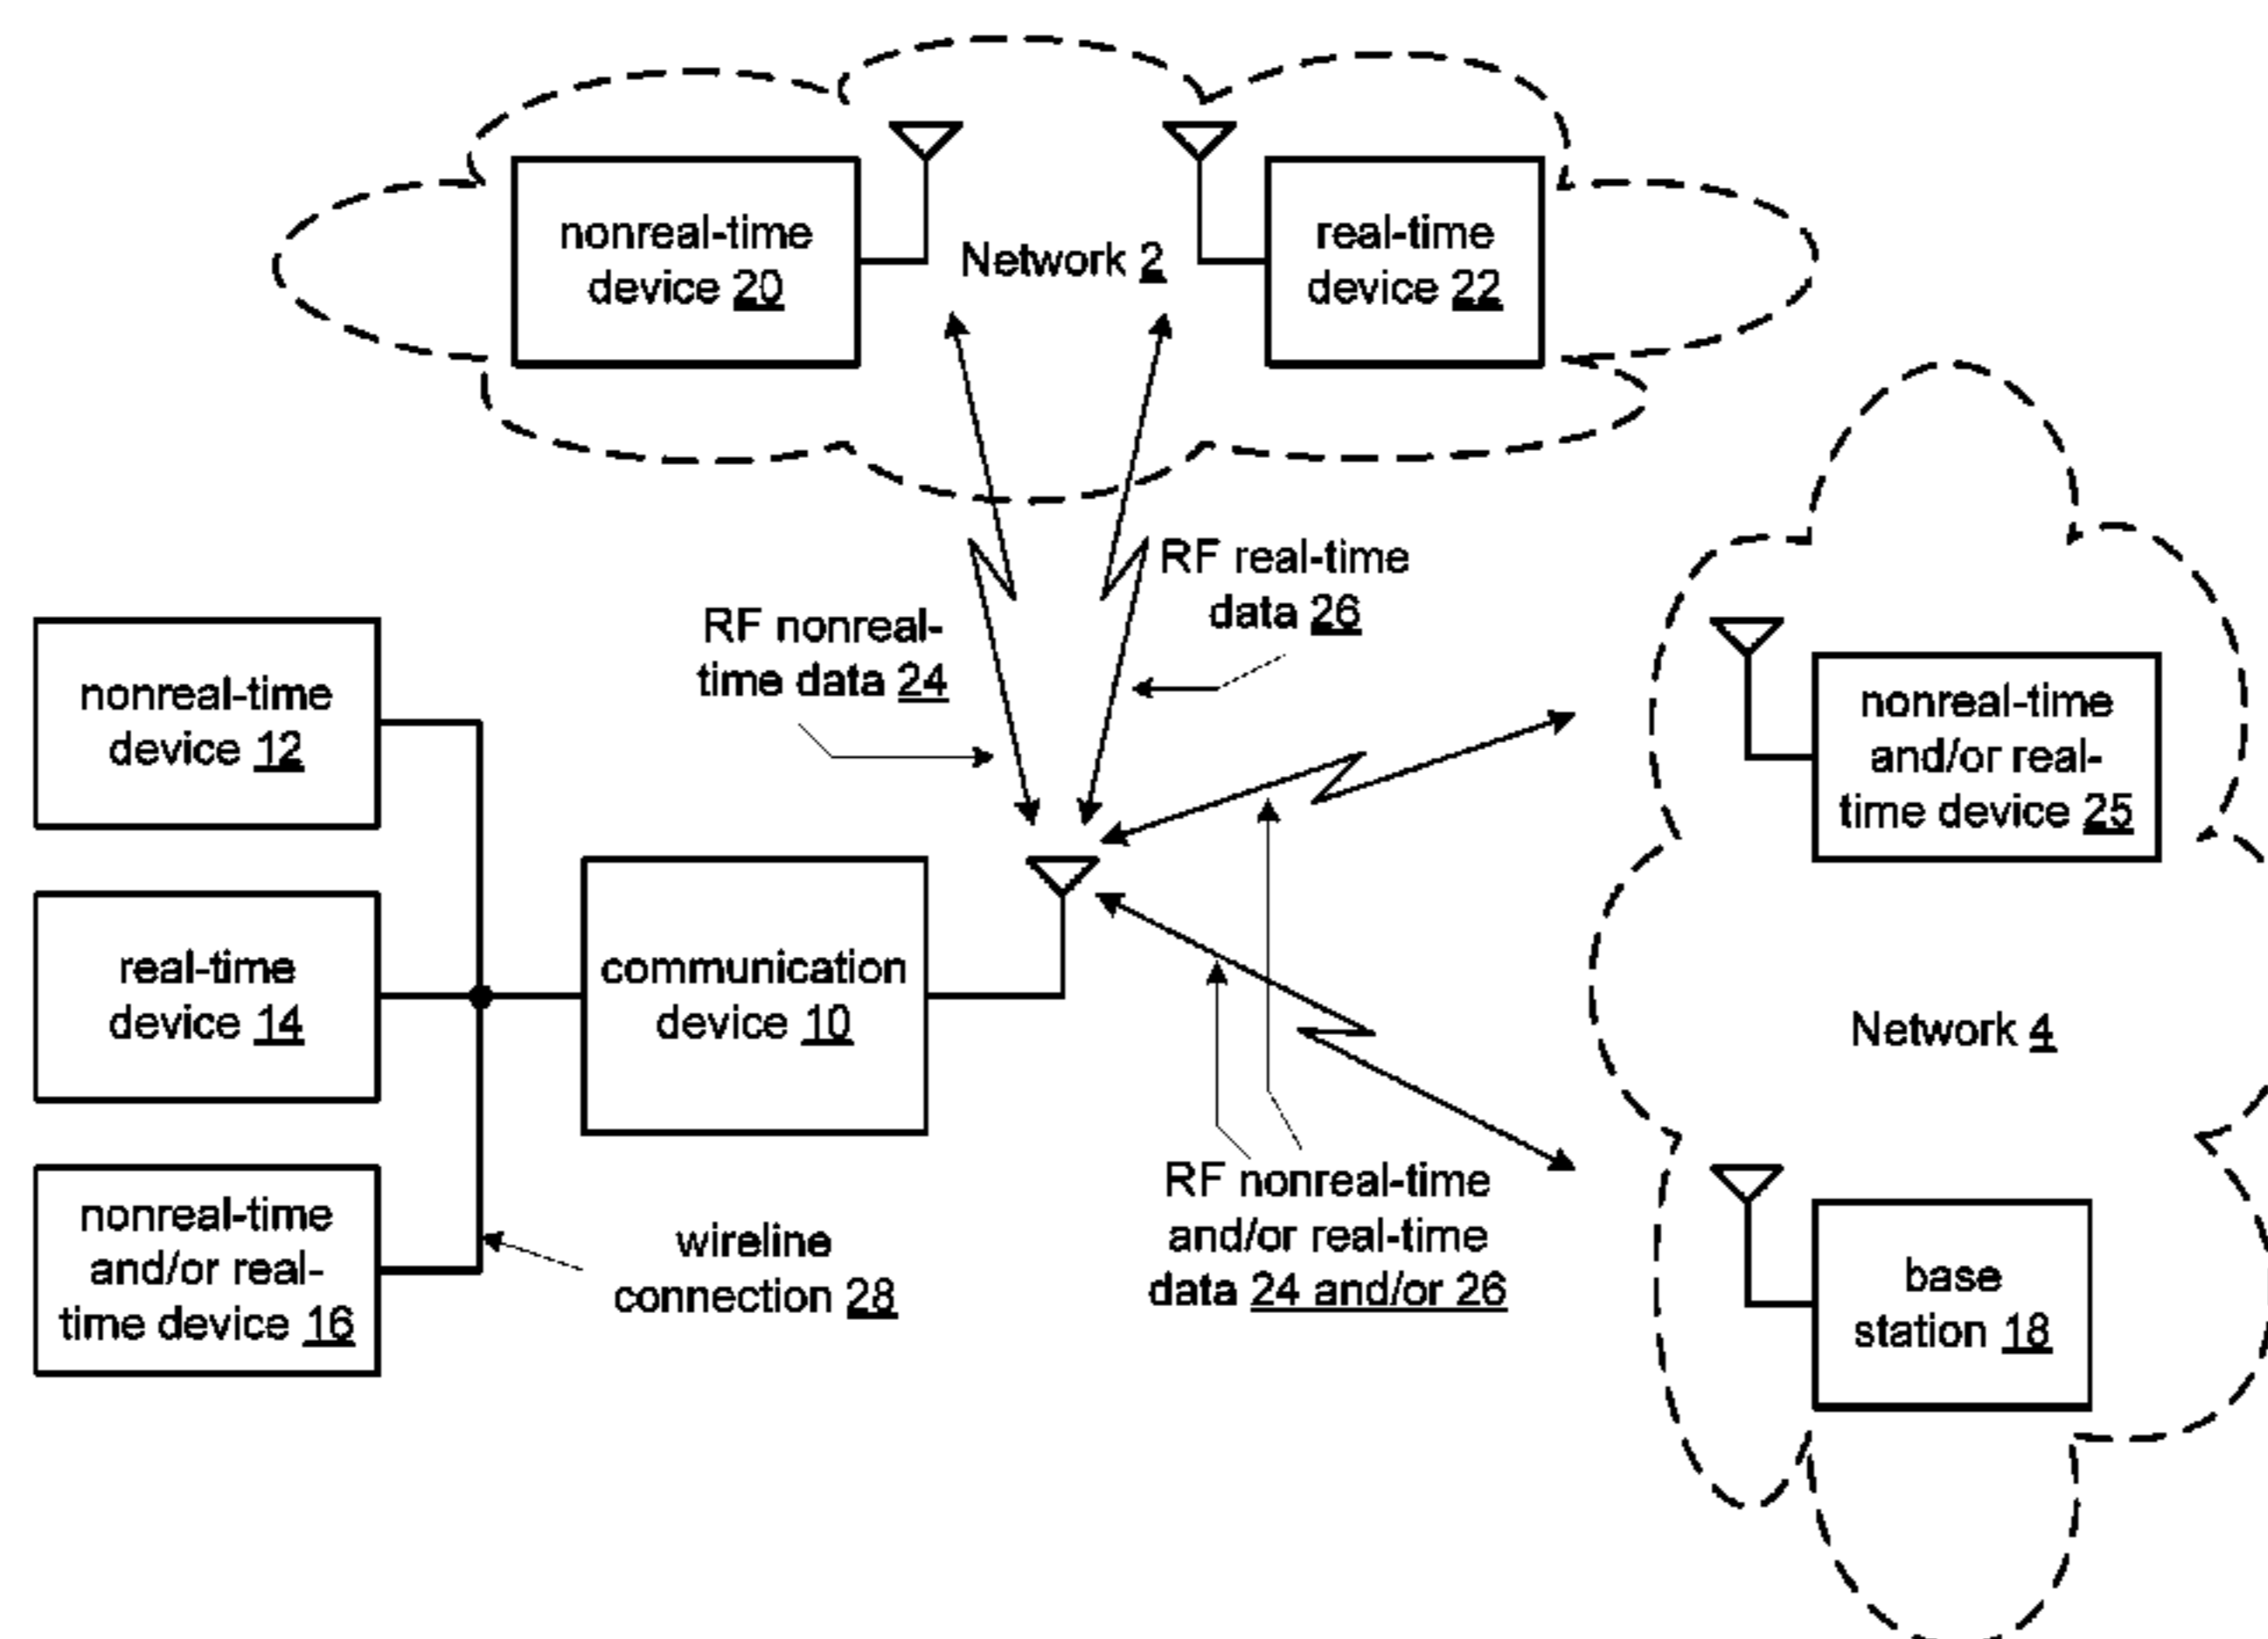 nonreal-time
device 20
Network 2
real-time
device 22
RF real-time
data 26
RF nonreal-
time data 24
nonreal-time
device 12
nonreal-time
and/or real-
time device 25
real-time
device 14
communication
device 10
Network 4
nonreal-time
and/or real-
time device 16
wireline
connection 28
RF nonreal-time
and/or real-time
data 24 and/or 26
base
station 18